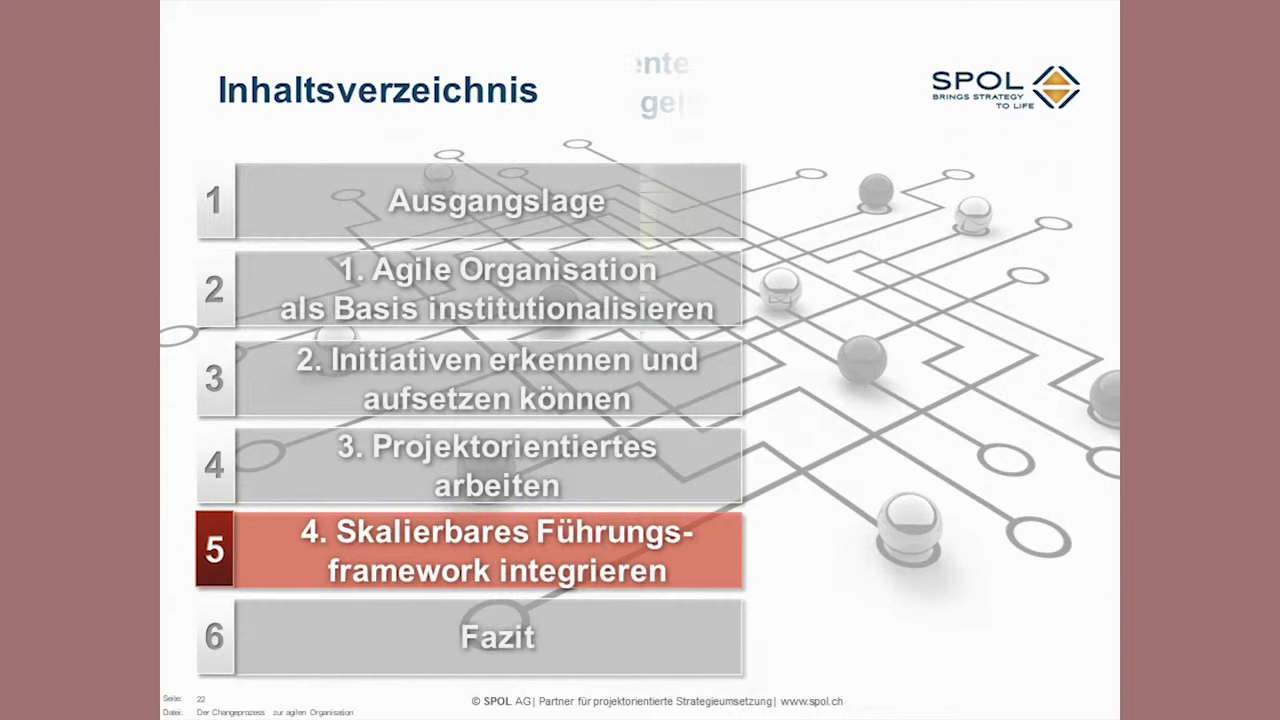 Inhaltsverzeichnis
SPOL
BRINGS STRATEGY
TO LIFE
1
Ausgangslage
2
1. Agile Organisation
als Basis institutionalisieren
3
2. Initiativen erkennen und
aufsetzen können
4
3. Projektorientiertes
arbeiten
5
4. Skalierbares Führungs-
framework integrieren
6
Fazit
Seite: 22
© SPOL AG| Partner für projektorientierte Strategieumsetzung| www.spol.ch
Datei: Der Changeprozess zur agilen Organisation